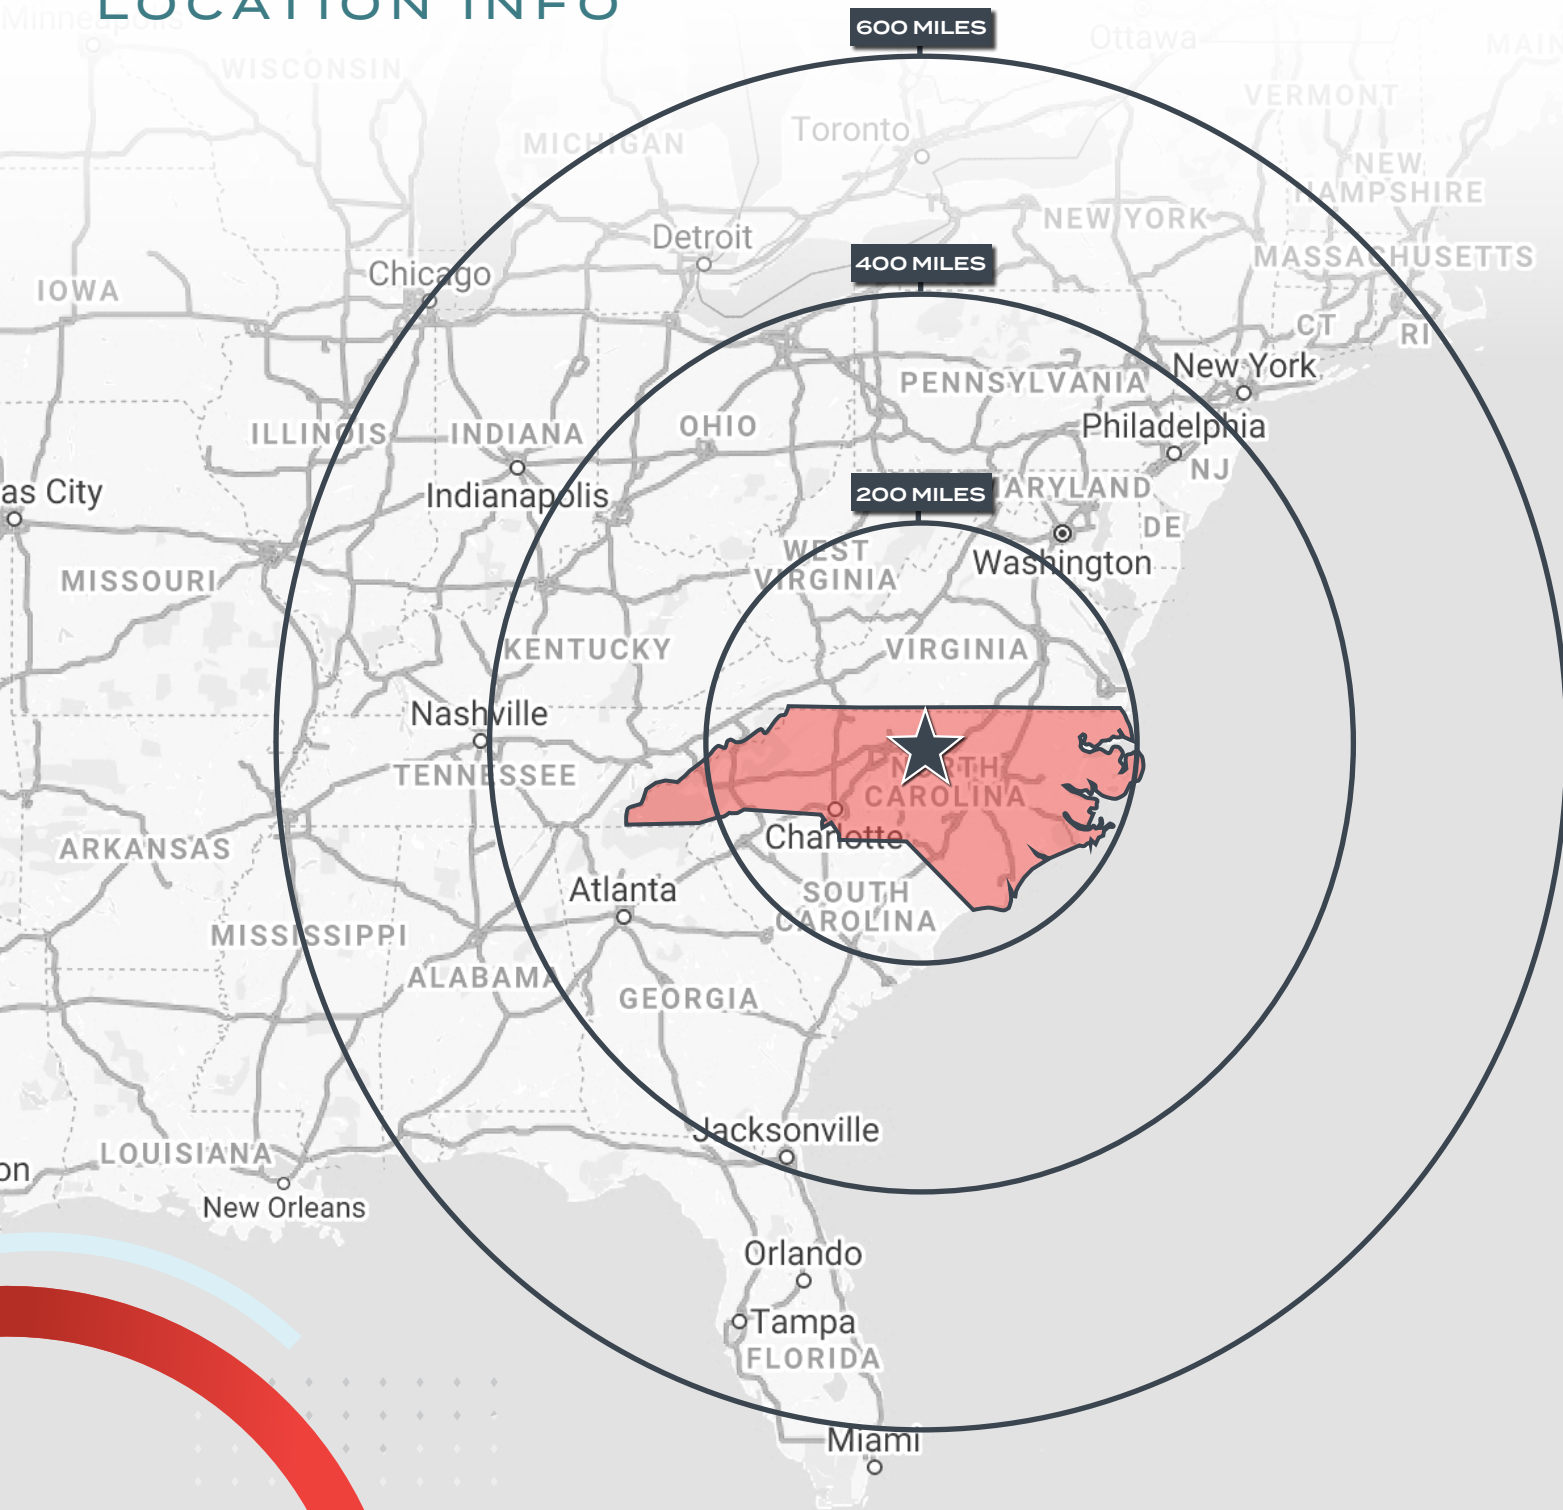 LOCATION INFO
Minneapolis
600 MILES
Ottawa
MAIN
WISCONSIN
VERMONT
Toronto
MICHIGAN
NEW
HAMPSHIRE
NEW YORK
Detroit
MASSACHUSETTS
400 MILES
Chicago
IOWA
CT
RI
New York
PENNSYLVANIA
Philadelphia
OHIO
ILLINOIS
INDIANA
NJ
as City
Indianapolis
200 MILES
ARYLAND
DE
WEST
VIRGINIA
Washington
MISSOURI
KENTUCKY
VIRGINIA
Nashville
TENNESSEE
NORTH
CAROLINA
Charlotte
ARKANSAS
Atlanta
SOUTH
CAROLINA
MISSISSIPPI
ALABAMA
GEORGIA
Jacksonville
LOUISIANA
on
New Orleans
Orlando
Tampa
FLORIDA
Miami